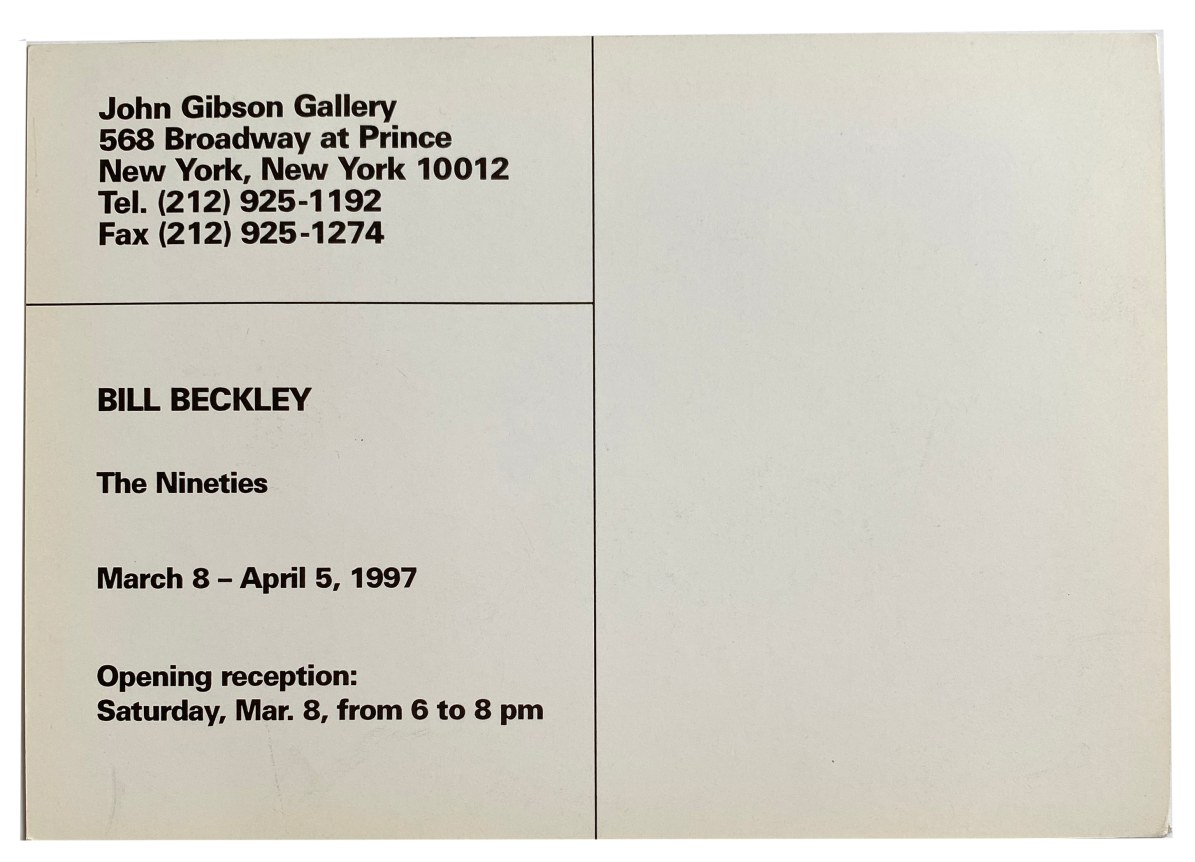 John Gibson Gallery
568 Broadway at Prince
New York, New York 10012
Tel. (212) 925-1192
Fax (212) 925-1274
BILL BECKLEY
The Nineties
March 8 – April 5, 1997
Opening reception:
Saturday, Mar. 8, from 6 to 8 pm